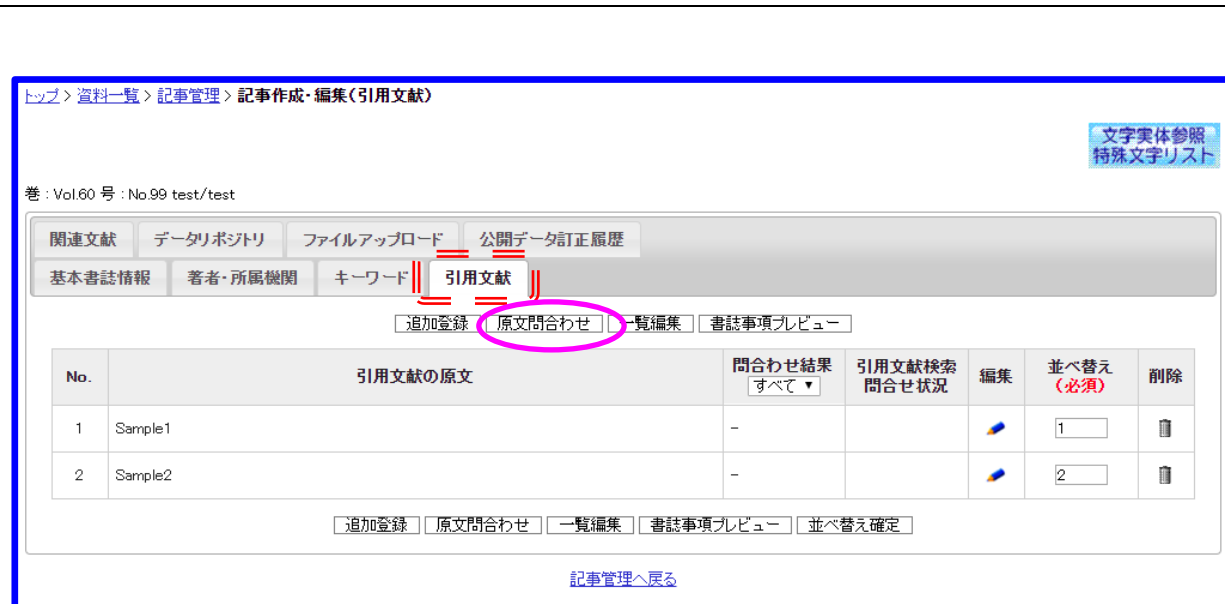 トップ > 資料一覧 > 記事管理 > 記事作成・編集(引用文献)
文字実体参照
特殊文字リスト
巻 : Vol.60 号 : No.99 test/test
関連文献 データリポジトリ ファイルアップロード 公開データ訂正履歴
基本書誌情報 著者・所属機関 キーワード 引用文献
追加登録 原文問合わせ 一覧編集 書誌事項プレビュー
No. 引用文献の原文 問合わせ結果 すべて ▼ 引用文献検索 問合せ状況 編集 並べ替え (必須) 削除
1 Sample1 - 1
2 Sample2 - 2
追加登録 原文問合わせ 一覧編集 書誌事項プレビュー 並べ替え確定
記事管理へ戻る